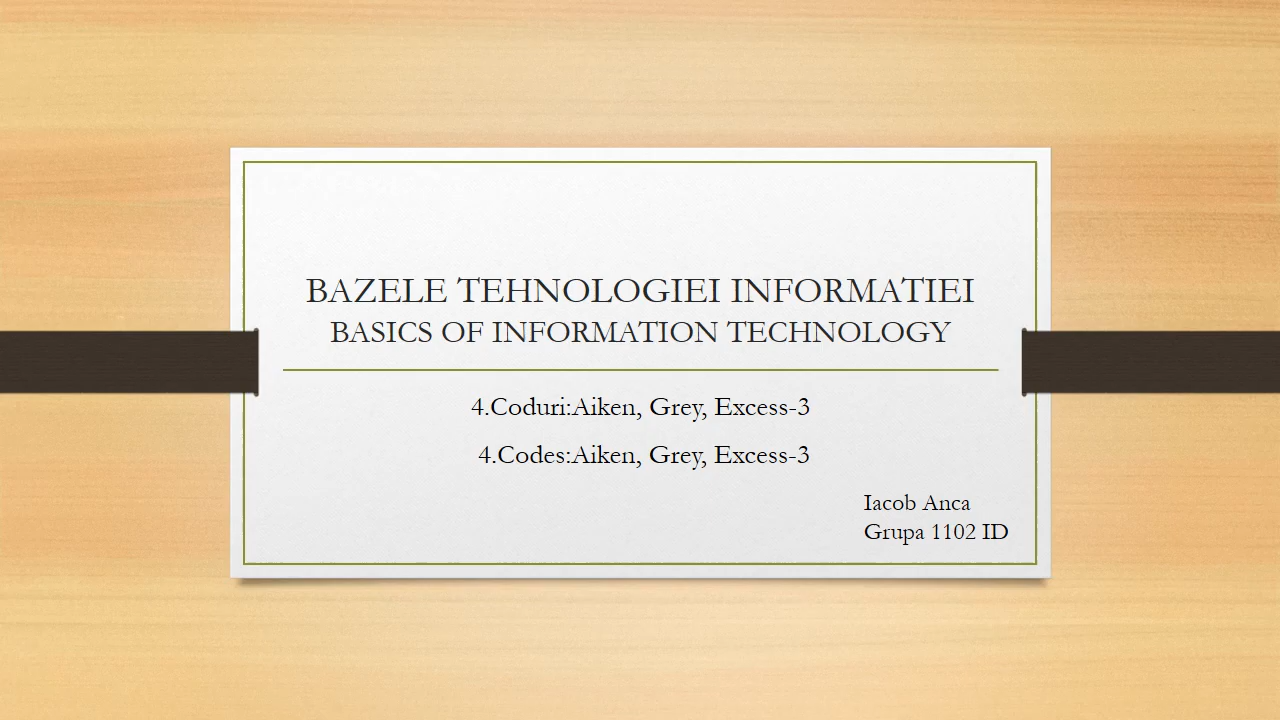 BAZELE TEHNOLOGIEI INFORMATIEI
BASICS OF INFORMATION TECHNOLOGY
4.Coduri:Aiken, Grey, Excess-3
4.Codes:Aiken, Grey, Excess-3
Iacob Anca
Grupa 1102 ID